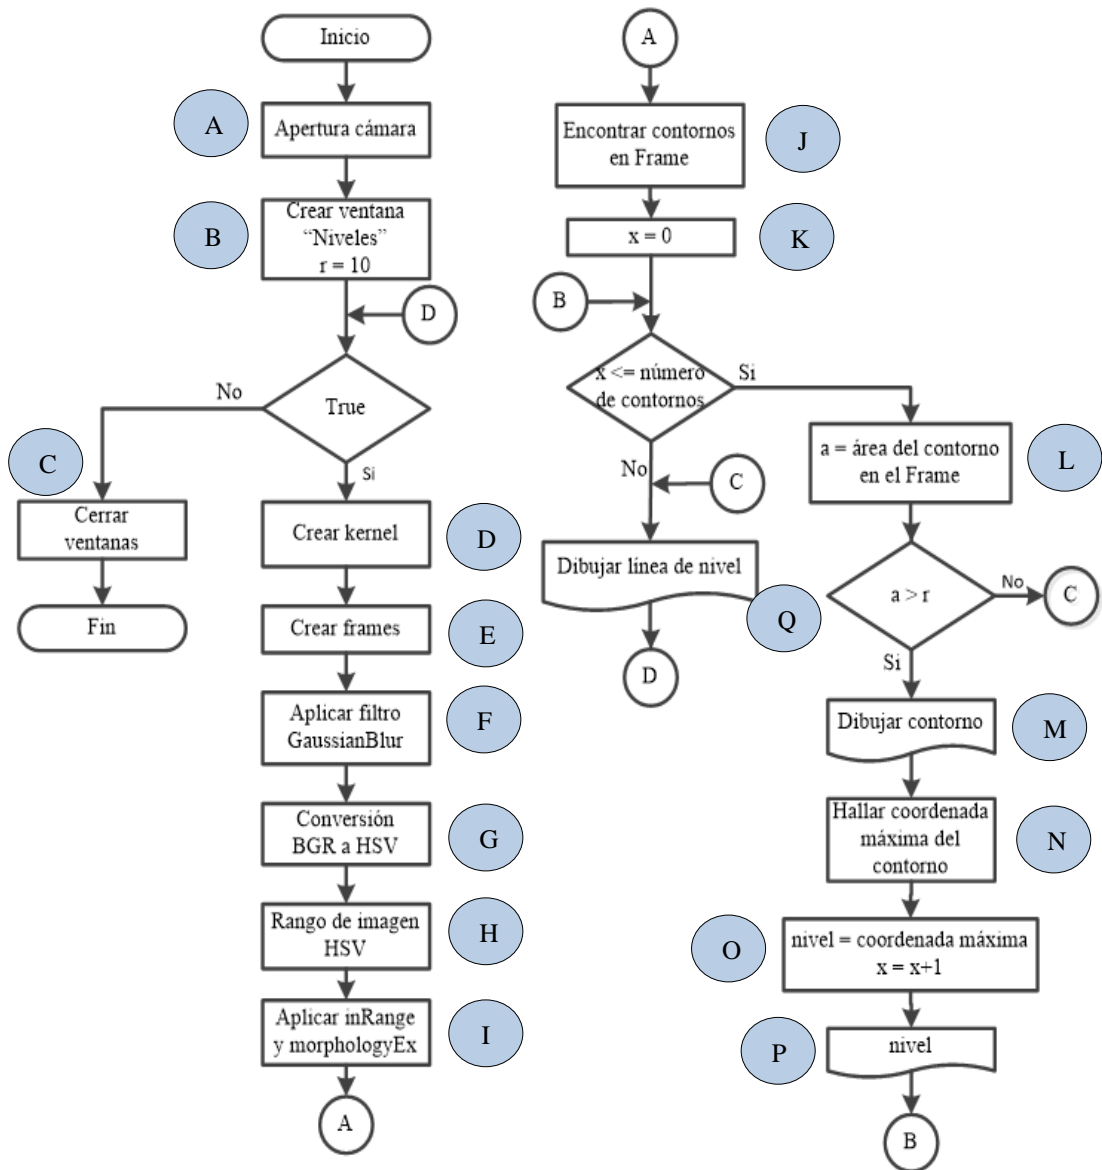 Inicio
A
Apertura cámara
B
Crear ventana
“Niveles”
r = 10
D
No
True
Si
C
Cerrar
ventanas
Fin
Crear kernel
D
Crear frames
E
Aplicar filtro
GaussianBlur
F
Conversión
BGR a HSV
G
Rango de imagen
HSV
H
Aplicar inRange
y morphologyEx
I
A
A
Encontrar contornos
en Frame
J
x = 0
K
B
x <= número
de contornos
Si
No
C
Dibujar línea de nivel
Q
D
a = área del contorno
en el Frame
L
a > r
No
C
Si
Dibujar contorno
M
Hallar coordenada
máxima del
contorno
N
O
nivel = coordenada máxima
x = x+1
P
nivel
B